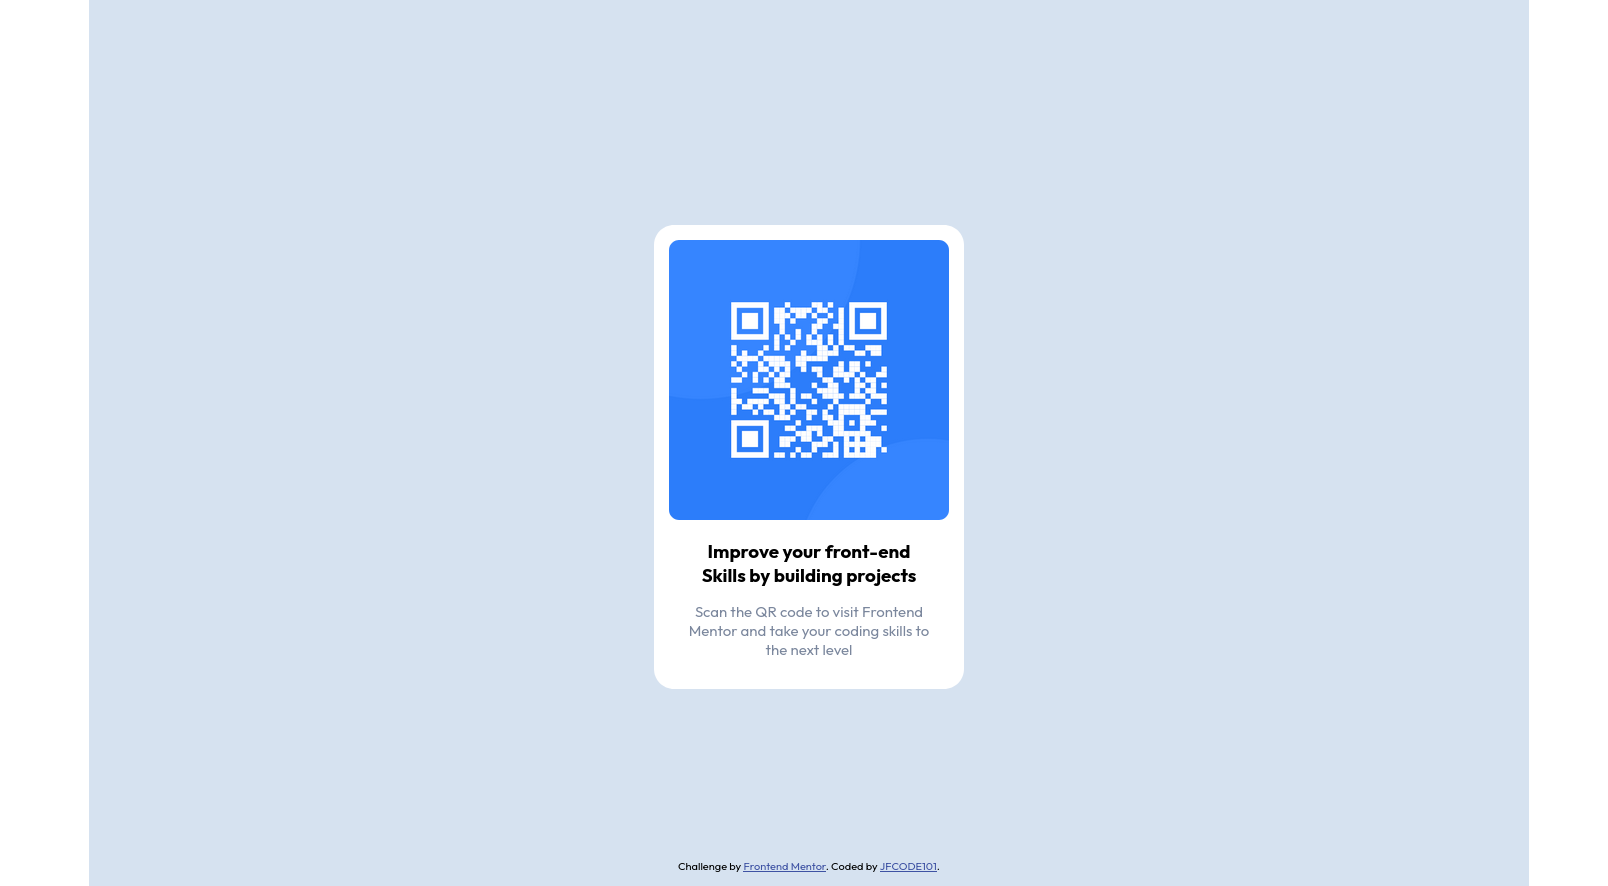 Improve your front-end
Skills by building projects
Scan the QR code to visit Frontend
Mentor and take your coding skills to
the next level
Challenge by Frontend Mentor. Coded by JFCODE101.